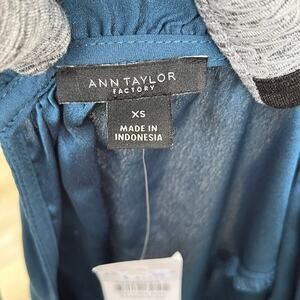 ANN TAYLOR
FACTORY
XS
MADE IN
INDONESIA